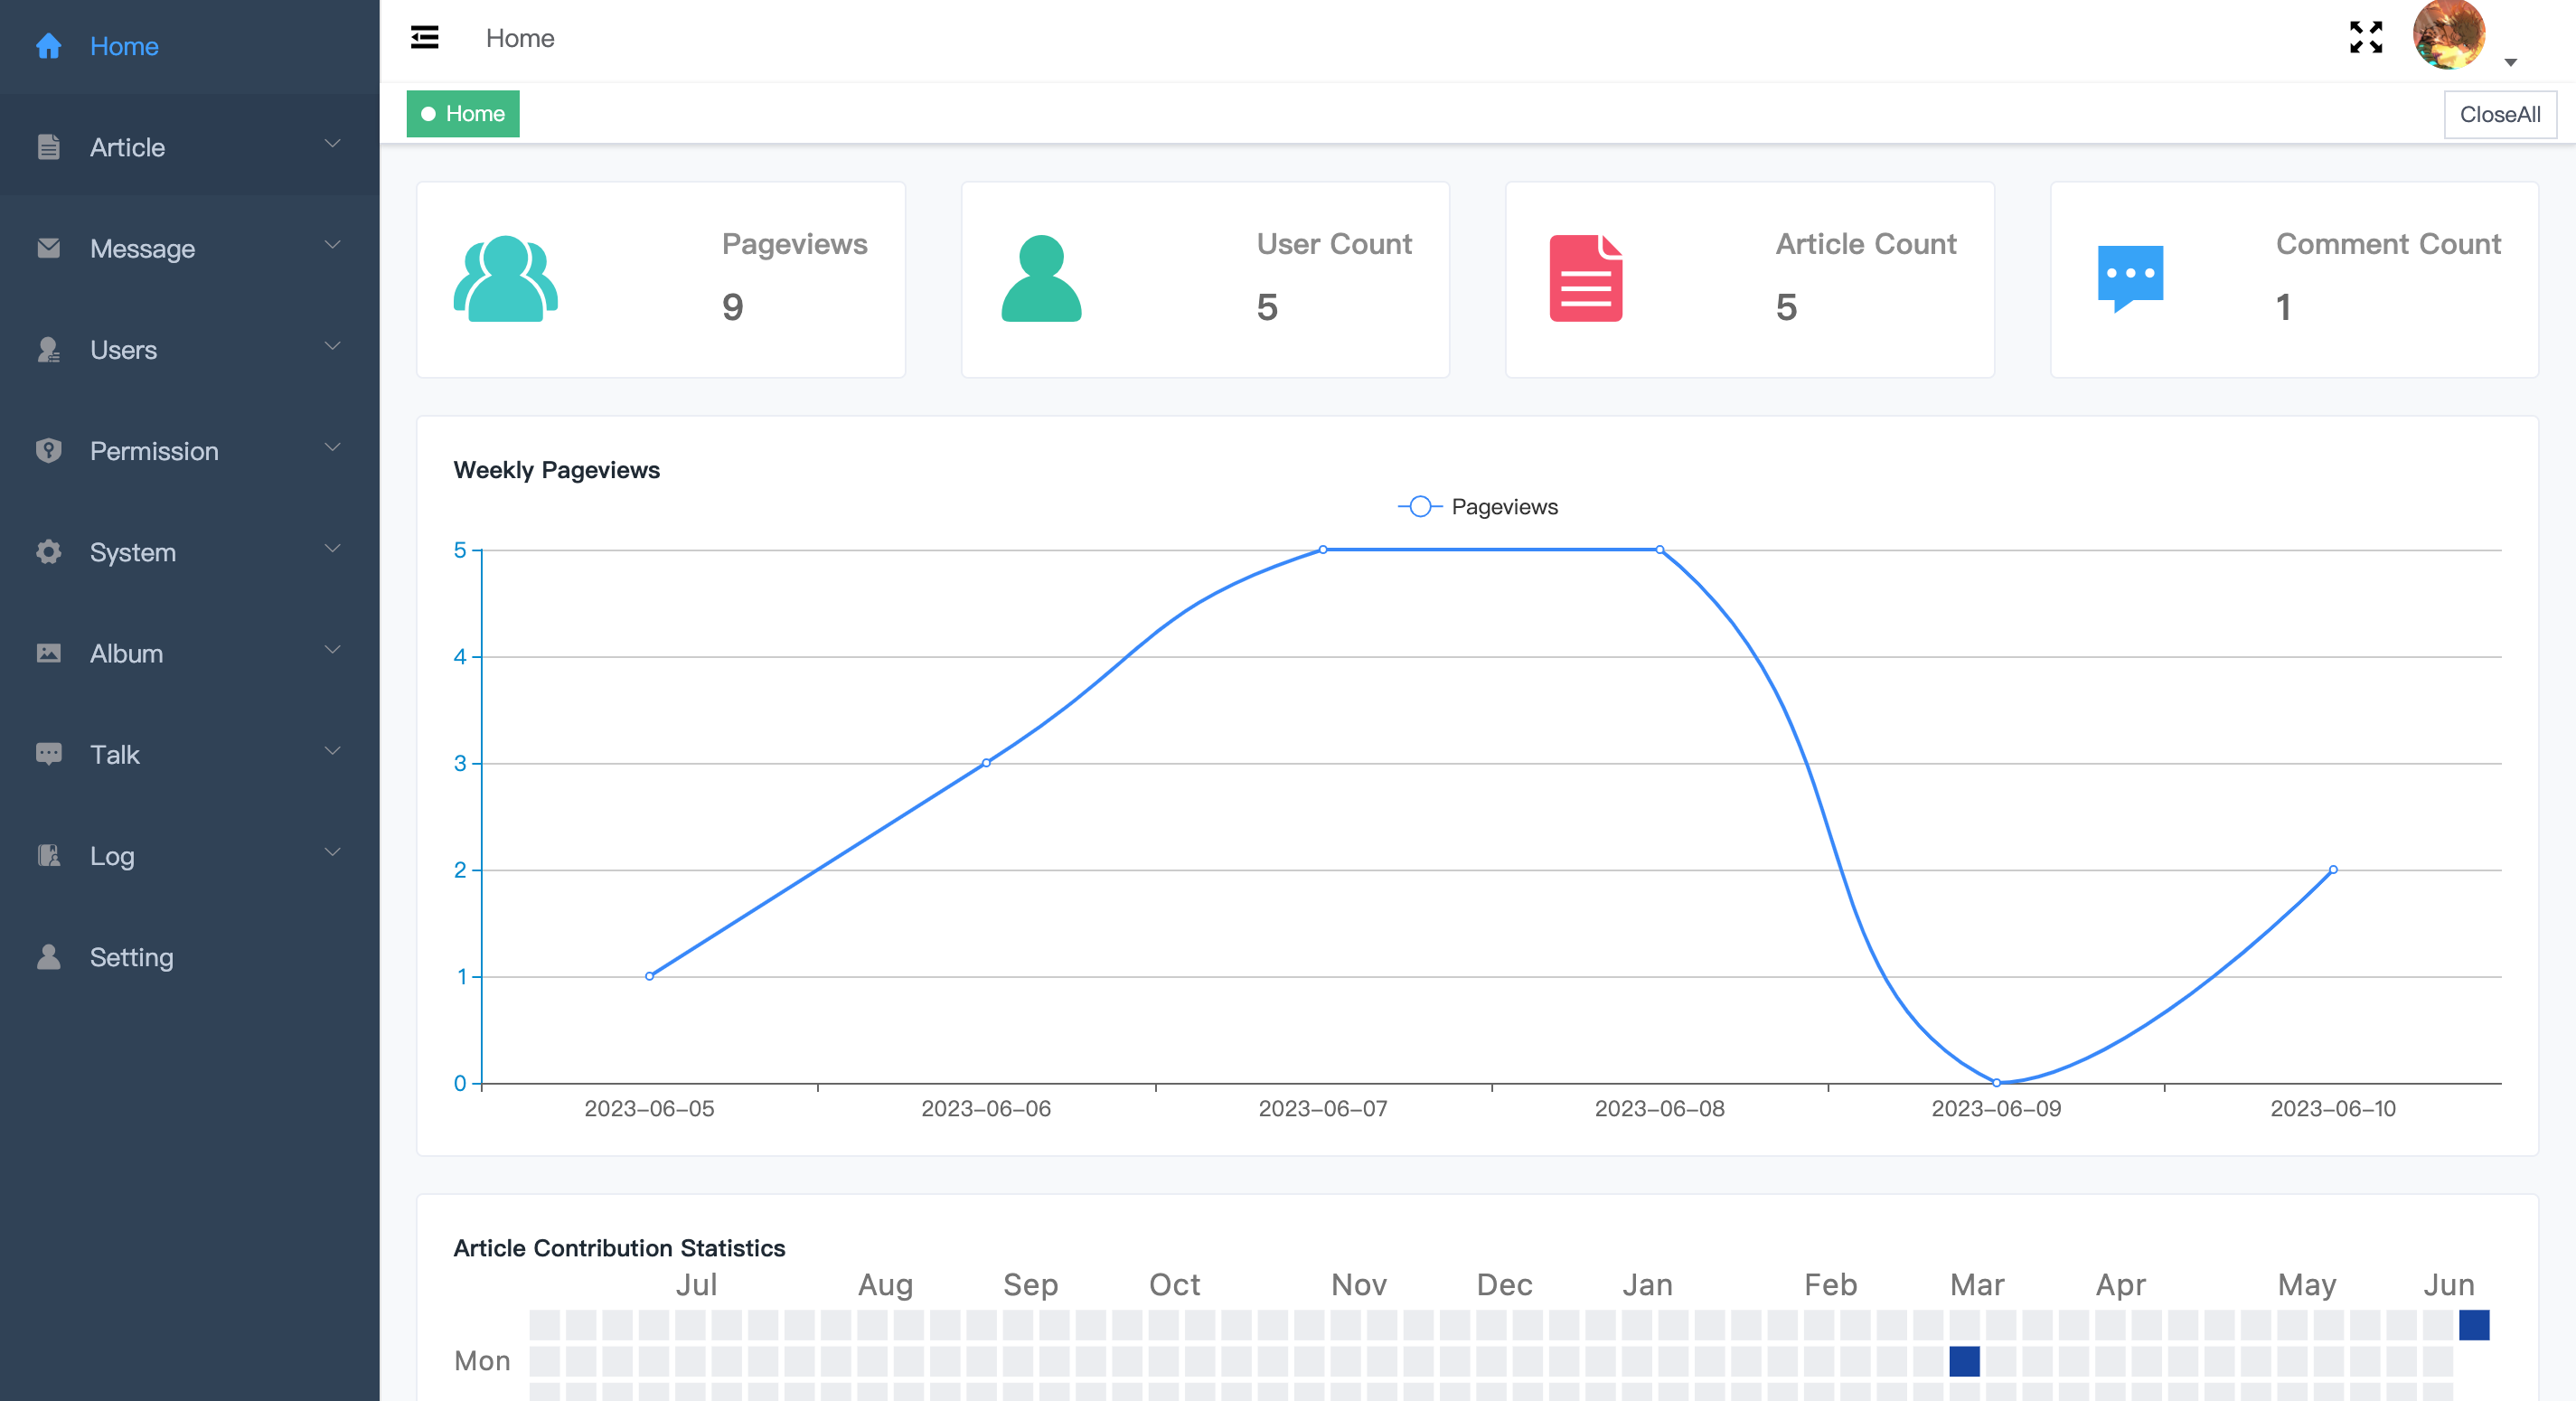 Home
Article
Message
Users
Permission
System
Album
Talk
Log
Setting
Home
Home
CloseAll
Pageviews
9
User Count
5
Article Count
5
Comment Count
1
Weekly Pageviews
Pageviews
5
4
3
2
1
0
2023-06-05 2023-06-06 2023-06-07 2023-06-08 2023-06-09 2023-06-10
Article Contribution Statistics
Jul Aug Sep Oct Nov Dec Jan Feb Mar Apr May Jun
Mon